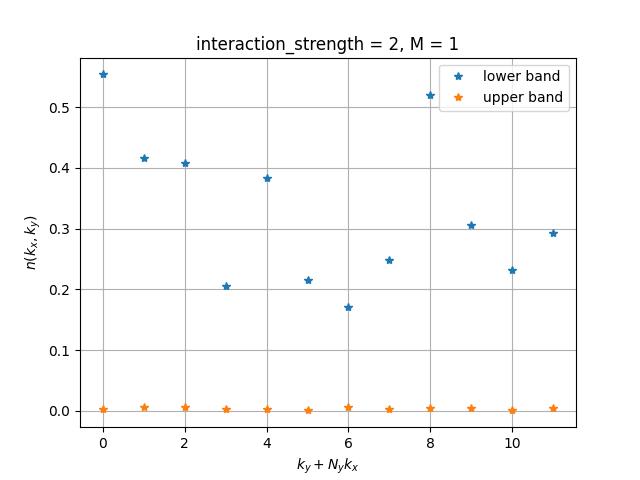 interaction_strength = 2, M = 1
lower band
upper band
n(k_x, k_y)
0.5
0.4
0.3
0.2
0.1
0.0
0 2 4 6 8 10
k_y + N_y k_x